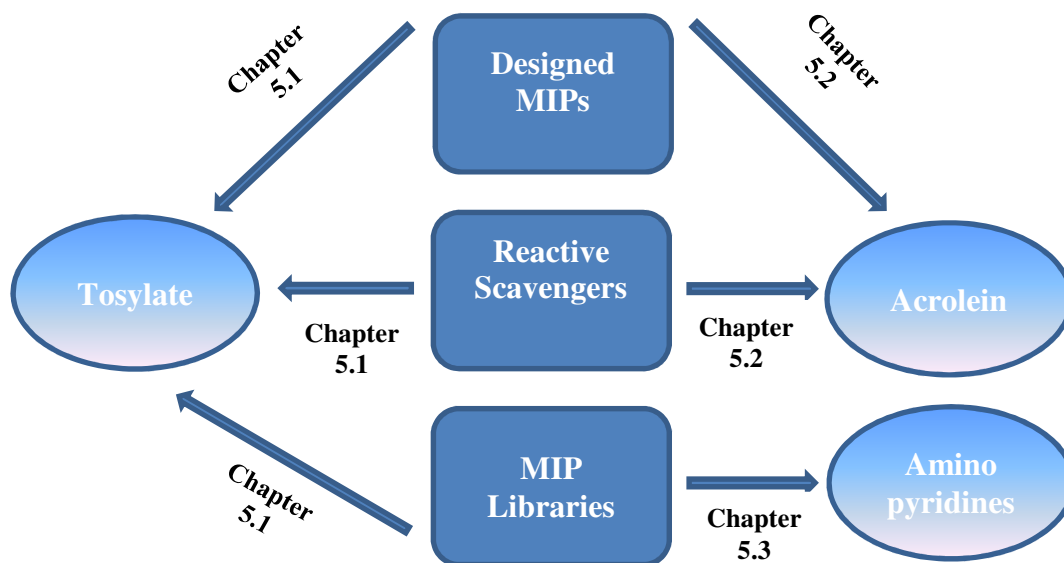 Chapter
5.1
Designed
MIPs
Chapter
5.2
Tosylate
Chapter
5.1
Reactive
Scavengers
Chapter
5.2
Acrolein
Chapter
5.1
MIP
Libraries
Chapter
5.3
Amino
pyridines